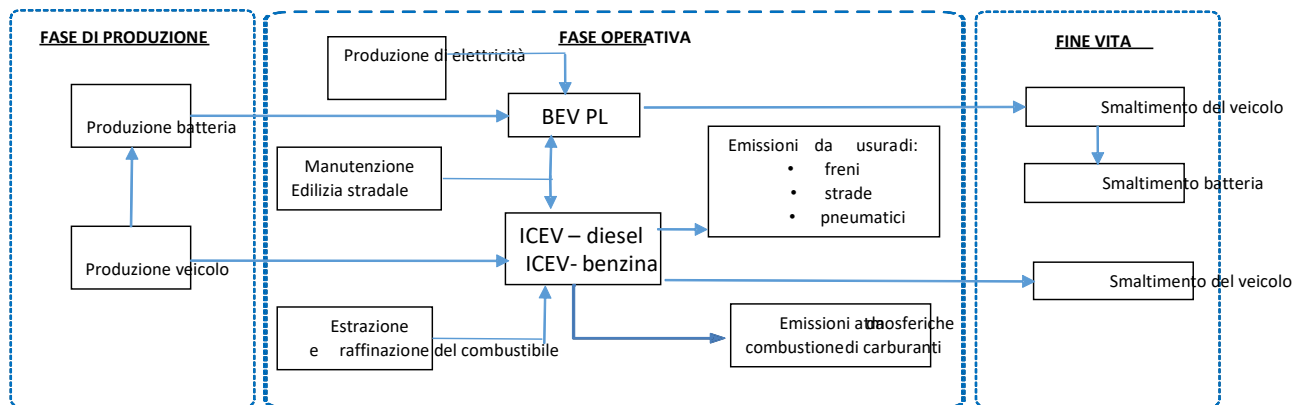 FASE DI PRODUZIONE
Produzione batteria
Produzione veicolo
FASE OPERATIVA
Produzione di elettricità
BEV PL
Manutenzione
Edilizia stradale
Emissioni da usuradi:
• freni
• strade
• pneumatici
ICEV – diesel
ICEV- benzina
Estrazione
e raffinazione del combustibile
Emissioni atmosferiche da
combustione di carburanti
FINE VITA
Smaltimento del veicolo
Smaltimento batteria
Smaltimento del veicolo